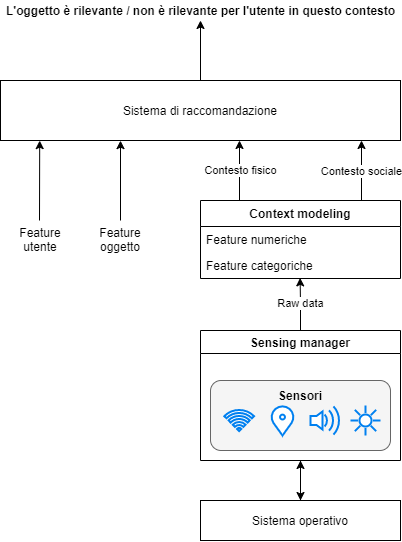 L'oggetto è rilevante / non è rilevante per l'utente in questo contesto
Sistema di raccomandazione
Contesto fisico
Contesto sociale
Feature
utente
Feature
oggetto
Context modeling
Feature numeriche
Feature categoriche
Raw data
Sensing manager
Sensori
Sistema operativo